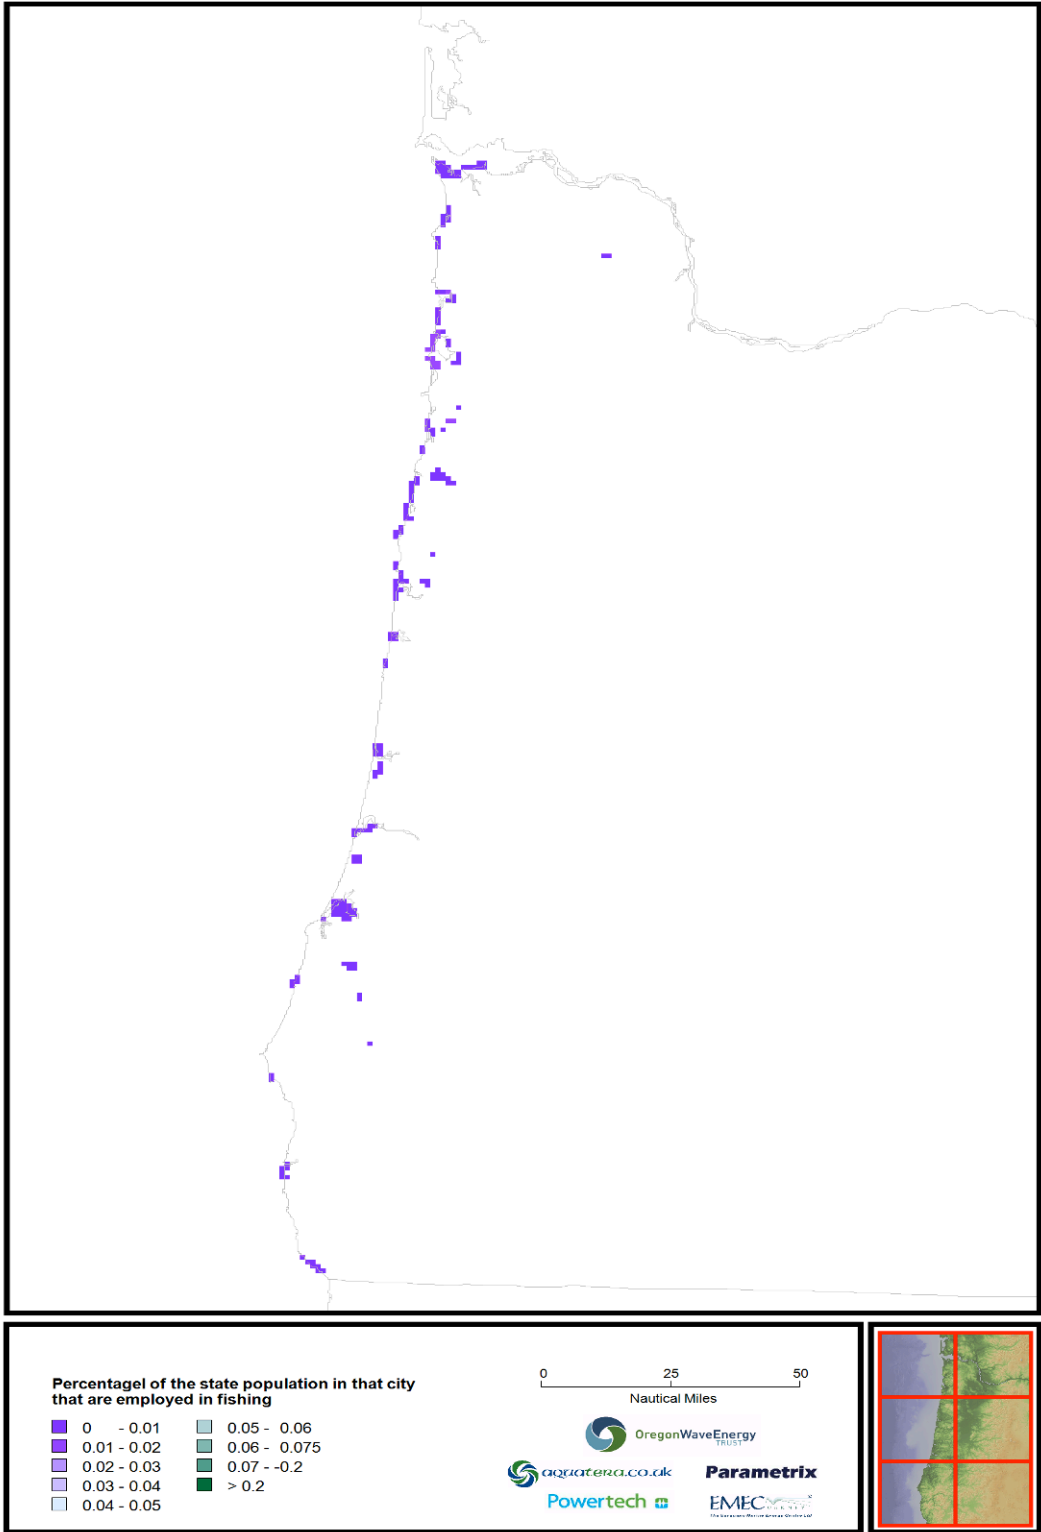 Percentagel of the state population in that city
that are employed in fishing
0 - 0.01
0.01 - 0.02
0.02 - 0.03
0.03 - 0.04
0.04 - 0.05
0.05 - 0.06
0.06 - 0.075
0.07 - -0.2
> 0.2
0 25 50
Nautical Miles
OregonWaveEnergy
TRUST
aquatera.co.uk
Parametrix
Powertech
EMEC